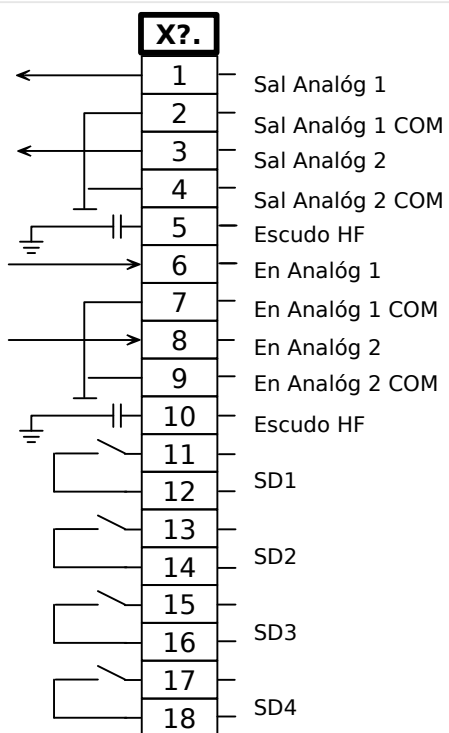 X?.
1 Sal Analóg 1
2 Sal Analóg 1 COM
3 Sal Analóg 2
4 Sal Analóg 2 COM
5 Escudo HF
6 En Analóg 1
7 En Analóg 1 COM
8 En Analóg 2
9 En Analóg 2 COM
10 Escudo HF
11
SD1
12
13
SD2
14
15
SD3
16
17
SD4
18